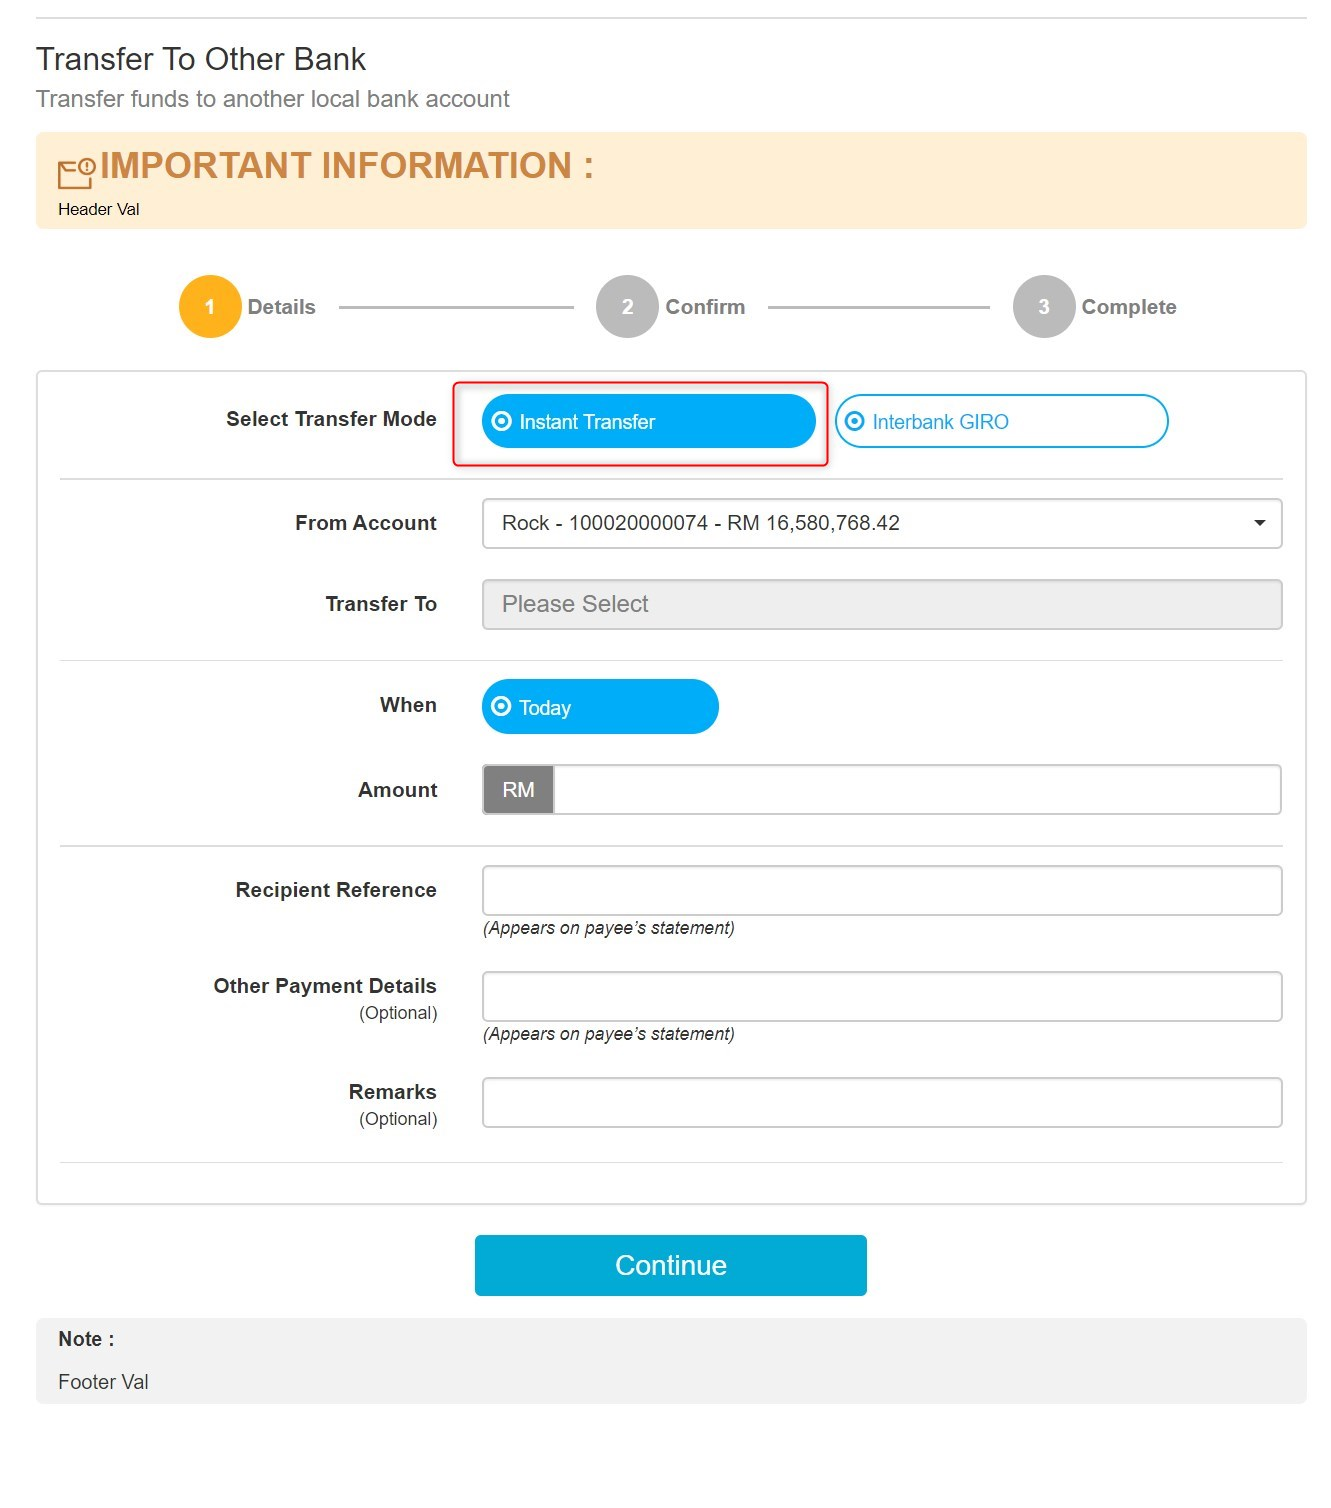 Transfer To Other Bank
Transfer funds to another local bank account
IMPORTANT INFORMATION :
Header Val
1 Details 2 Confirm 3 Complete
Select Transfer Mode Instant Transfer Interbank GIRO
From Account Rock - 100020000074 - RM 16,580,768.42
Transfer To Please Select
When Today
Amount RM
Recipient Reference
(Appears on payee’s statement)
Other Payment Details
(Optional)
(Appears on payee’s statement)
Remarks
(Optional)
Continue
Note :
Footer Val